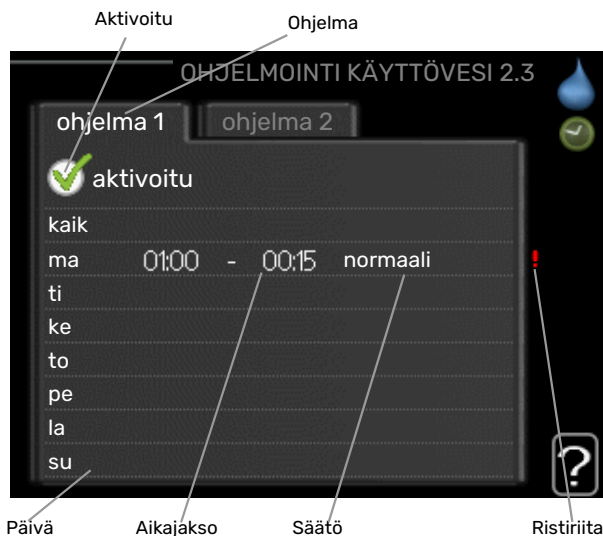 Aktivoitu
Ohjelma
OHJELMOINTI KÄYTTÖVESI 2.3
ohjelma 1
ohjelma 2
aktivoitu
kaik
ma 01:00 - 00:15 normaali !
ti
ke
to
pe
la
su
?
Päivä Aikajakso Säätö Ristiriita